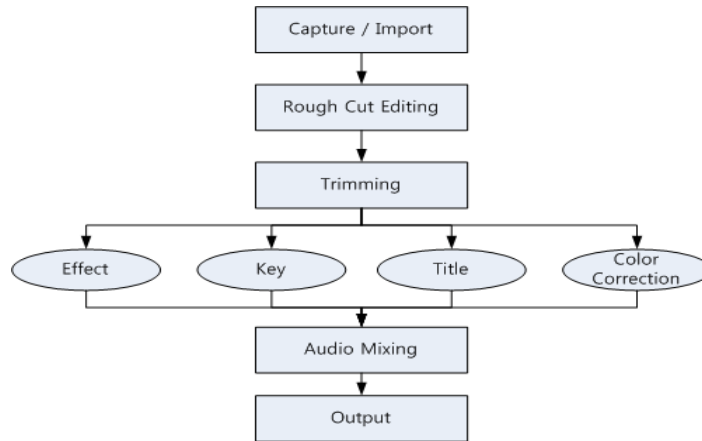 Capture / Import
Rough Cut Editing
Trimming
Effect
Key
Title
Color
Correction
Audio Mixing
Output